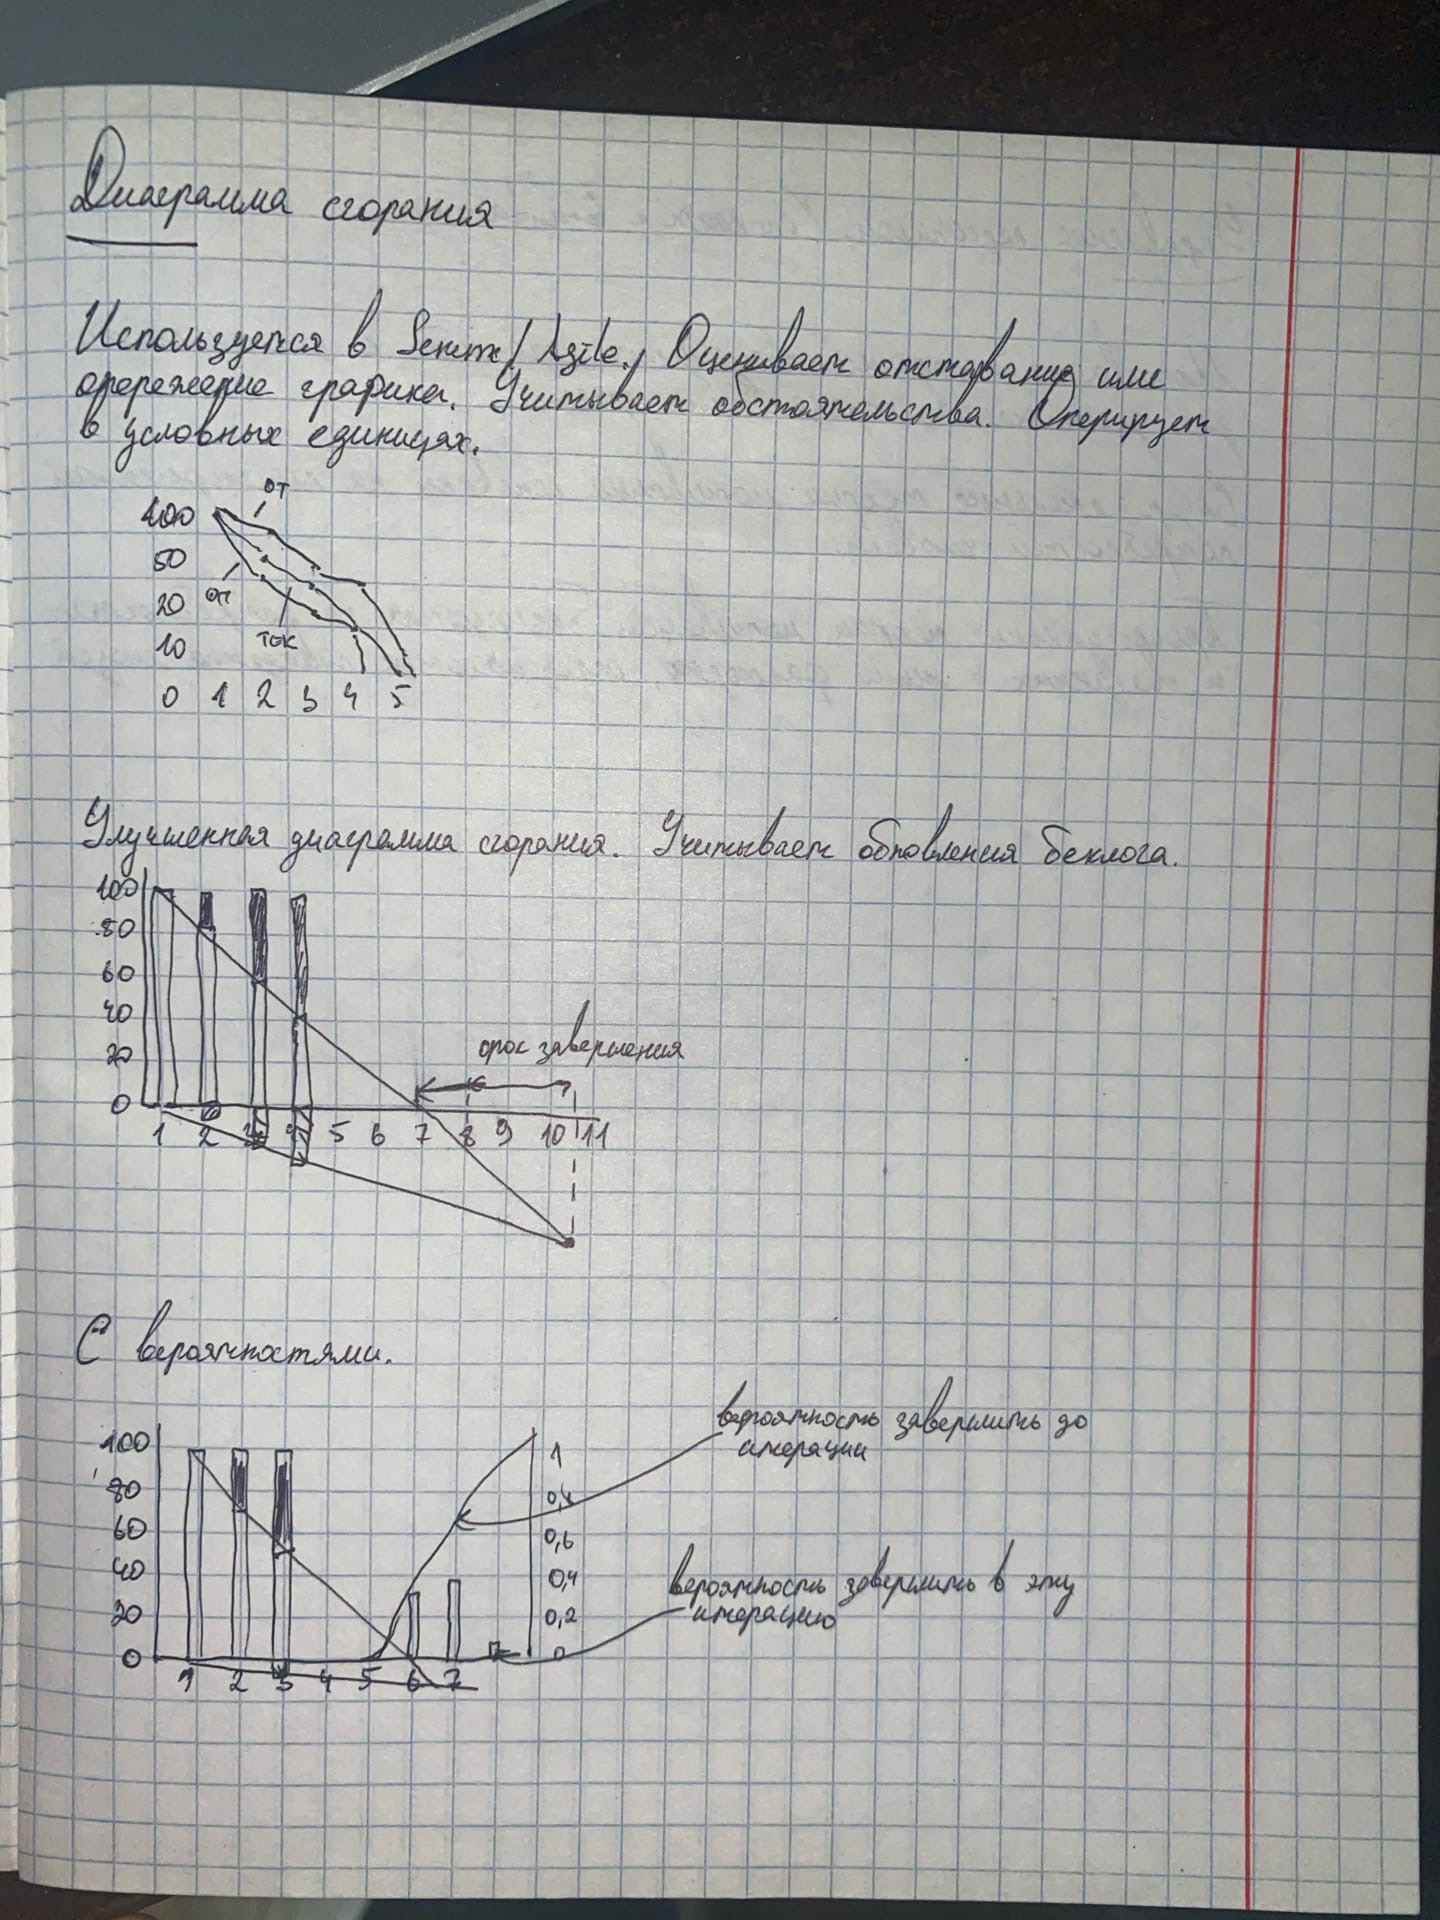 Диаграмма сгорания
Используется в Scrum/Agile. Оценивает отставание или
опережение графика. Учитывает обстоятельства. Оперирует
в условных единицах.
ОТ
100
50
20
оп
ТЕК
10
0 1 2 3 4 5
Улучшенная диаграмма сгорания. Учитывает обновления беклога.
100
80
60
40
срок завершения
20
0
1 2 3 4 5 6 7 8 9 10 11
С вероятностями.
вероятность завершить до
итерации
100
1
80
60
0,6
40
0,4
вероятность завершить в эту
итерацию
20
0,2
0
0
1 2 3 4 5 6 7